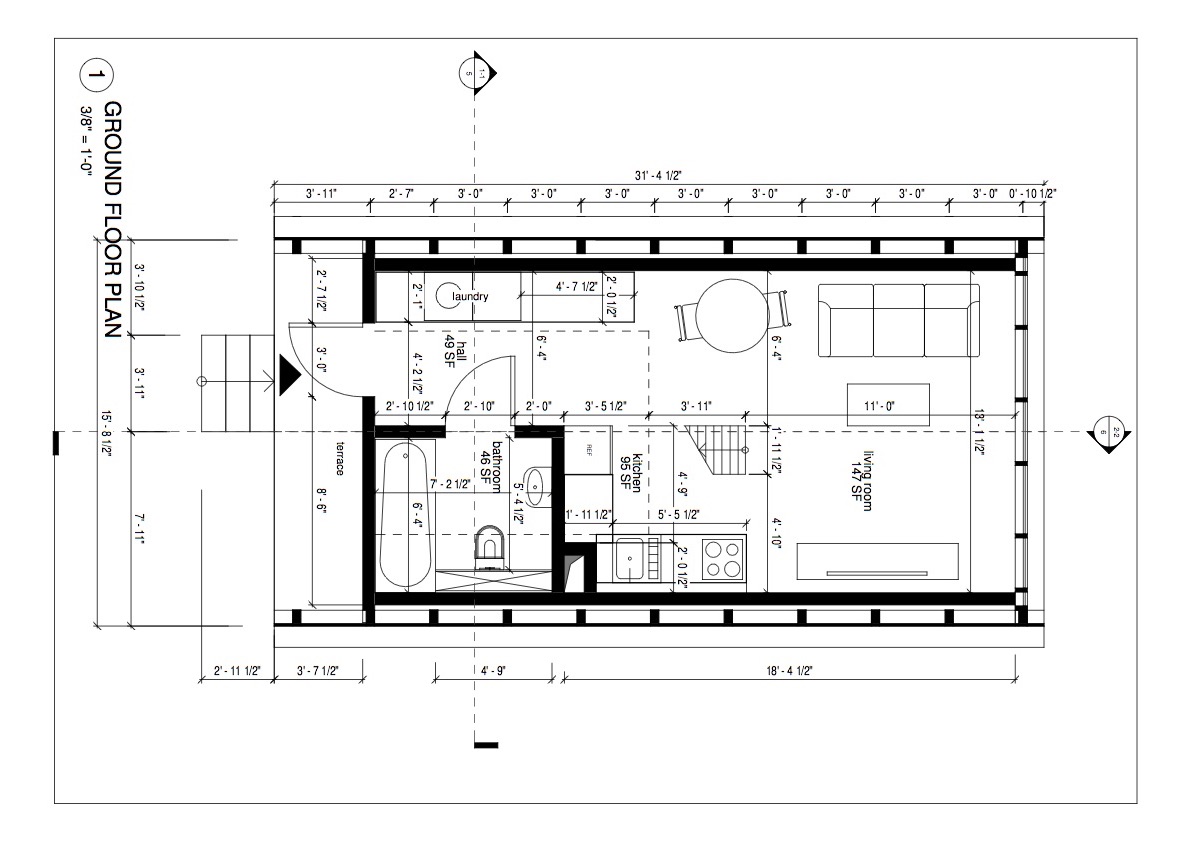 1
GROUND FLOOR PLAN
3/8" = 1'-0"
1-1
5
31' - 4 1/2"
3' - 11"
2' - 7"
3' - 0"
3' - 0"
3' - 0"
3' - 0"
3' - 0"
3' - 0"
3' - 0"
3' - 0"
0' - 10 1/2"
3' - 10 1/2"
3' - 11"
15' - 8 1/2"
7' - 11"
2' - 7 1/2"
3' - 0"
terrace
8' - 6"
2' - 1"
laundry
4' - 7 1/2"
2' - 0 1/2"
hall
49 SF
4' - 2 1/2"
6' - 4"
6' - 4"
2' - 10 1/2"
2' - 10"
2' - 0"
3' - 5 1/2"
3' - 11"
11' - 0"
13' - 1 1/2"
2-2
6
bathroom
46 SF
7' - 2 1/2"
6' - 4"
5' - 4 1/2"
REF
kitchen
95 SF
4' - 9"
1' - 11 1/2"
living room
147 SF
1' - 11 1/2"
5' - 5 1/2"
4' - 10"
2' - 0 1/2"
2' - 11 1/2"
3' - 7 1/2"
4' - 9"
18' - 4 1/2"